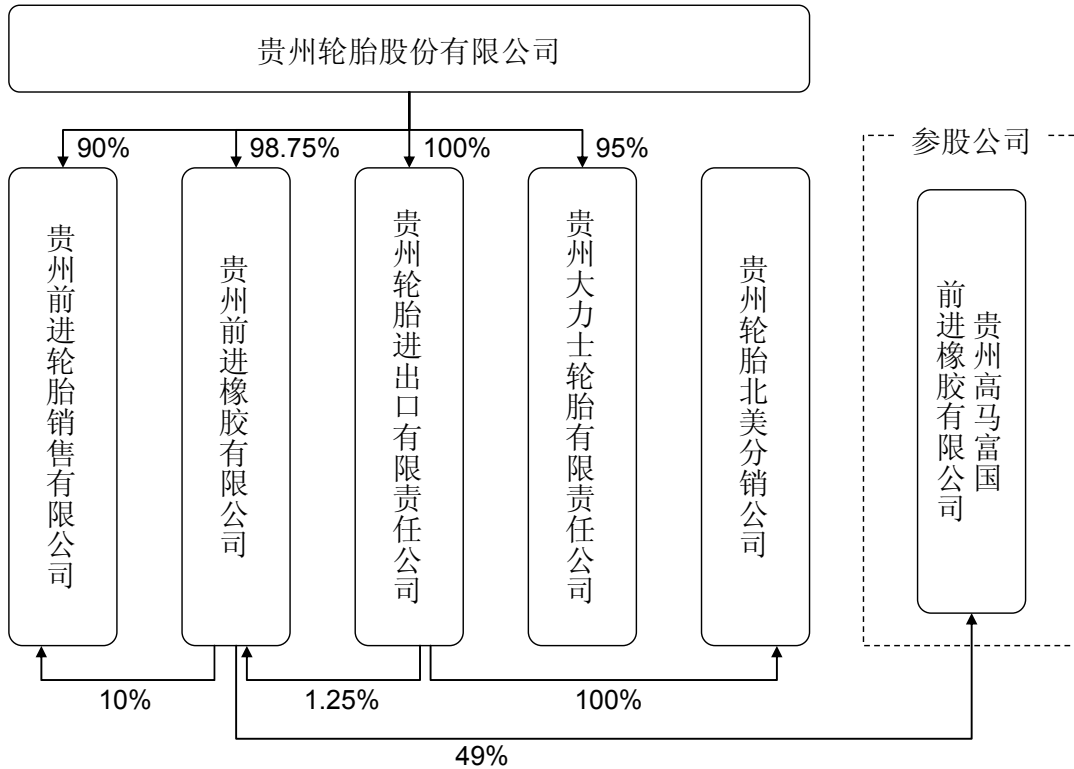 贵州轮胎股份有限公司
90%
98.75%
100%
95%
参股公司
贵州前进轮胎销售有限公司
贵州前进橡胶有限公司
贵州轮胎进出口有限责任公司
贵州大力士轮胎有限责任公司
贵州轮胎北美分销公司
贵州高马富国
前进橡胶有限公司
10%
1.25%
100%
49%